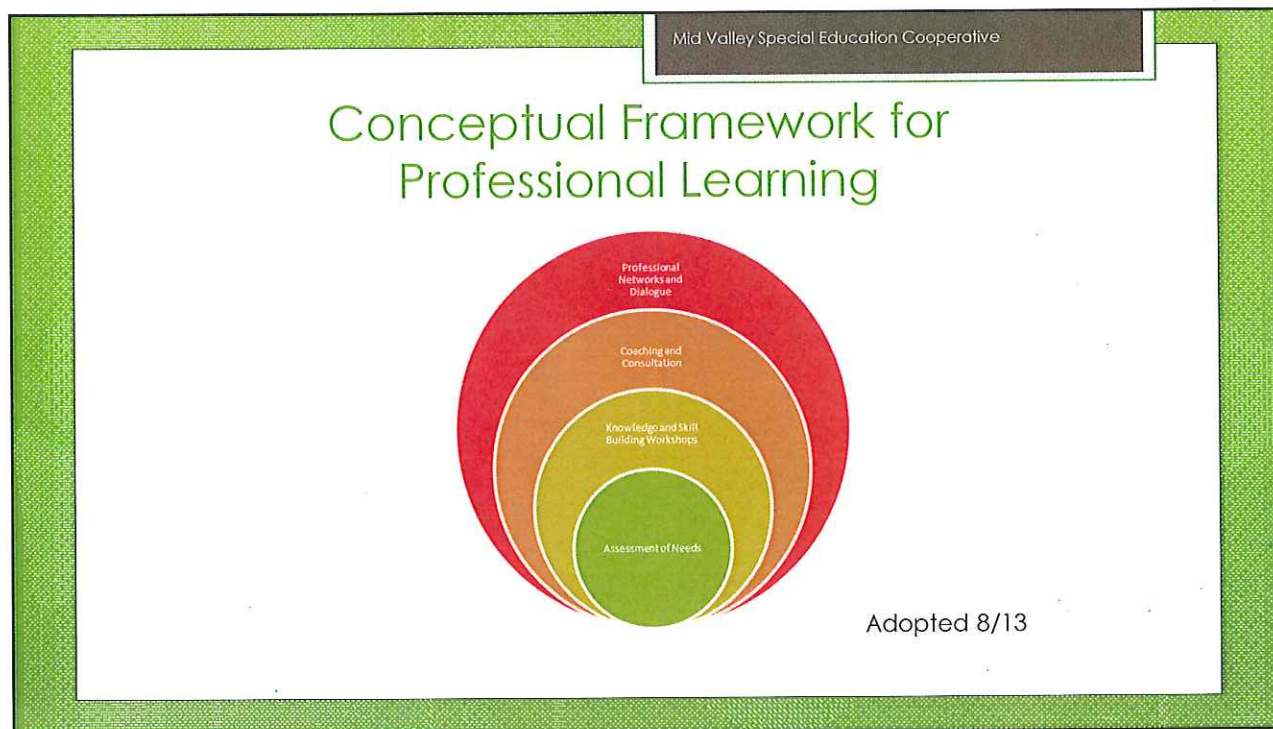 Mid Valley Special Education Cooperative
Conceptual Framework for
Professional Learning
Professional
Networks and
Dialogue
Coaching and
Consultation
Knowledge and Skill
Building Workshops
Assessment of Needs
Adopted 8/13